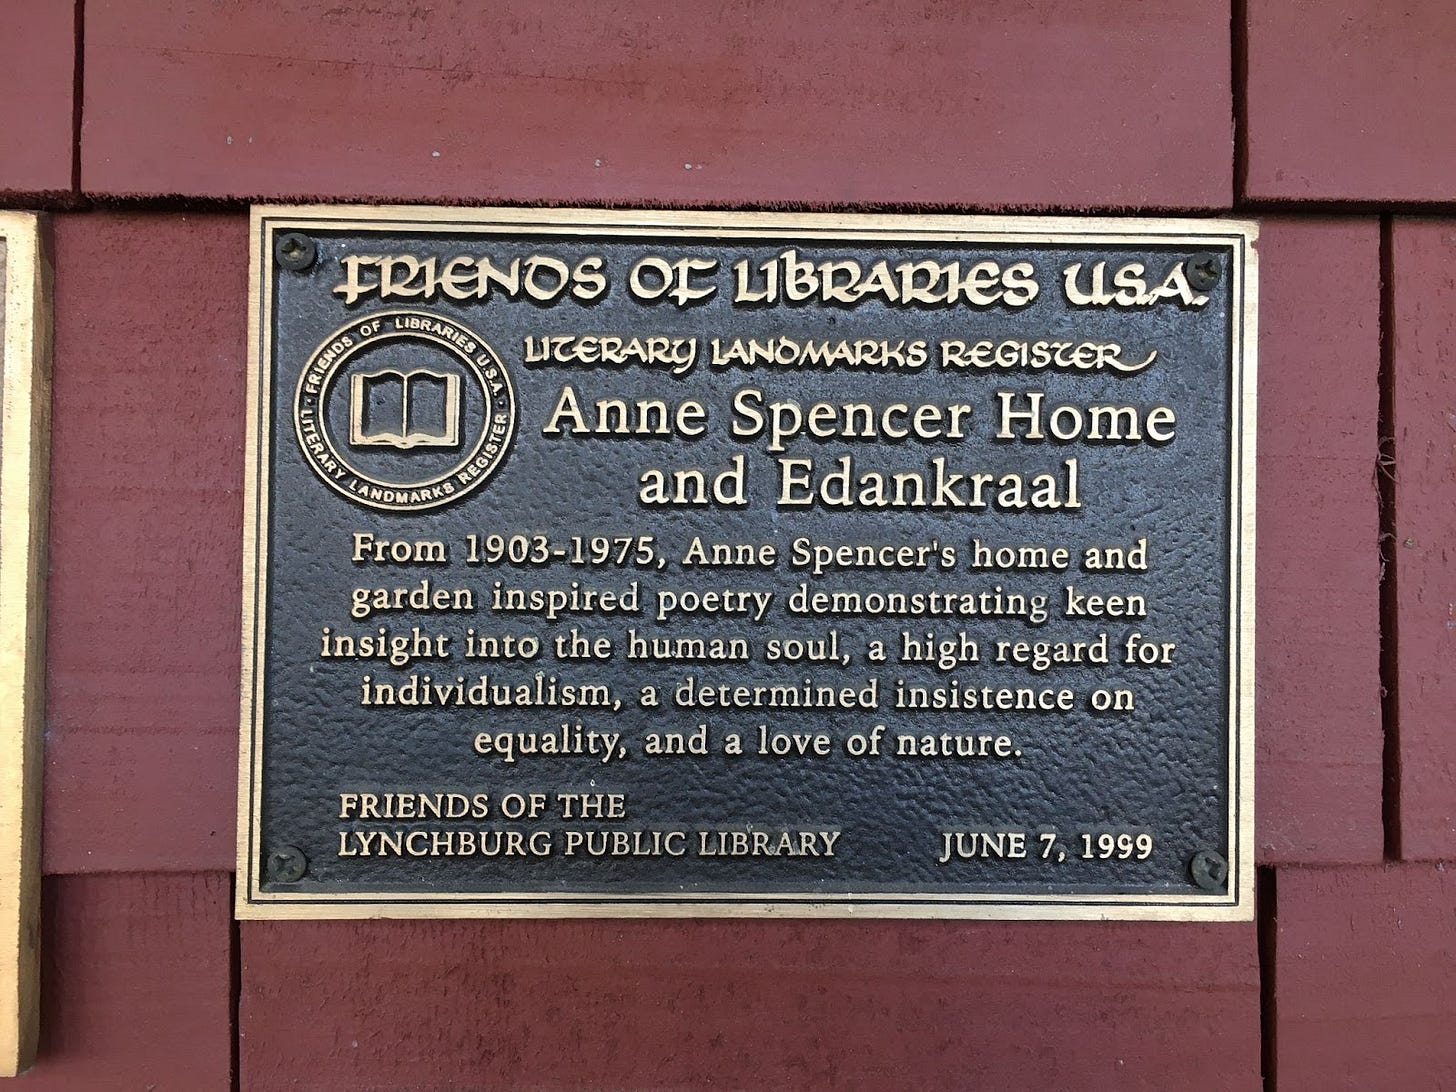 FRIENDS OF LIBRARIES U.S.A.
FRIENDS OF LIBRARIES U.S.A. · LITERARY LANDMARKS REGISTER ·
LITERARY LANDMARKS REGISTER
Anne Spencer Home
and Edankraal
From 1903-1975, Anne Spencer's home and
garden inspired poetry demonstrating keen
insight into the human soul, a high regard for
individualism, a determined insistence on
equality, and a love of nature.
FRIENDS OF THE
LYNCHBURG PUBLIC LIBRARY JUNE 7, 1999